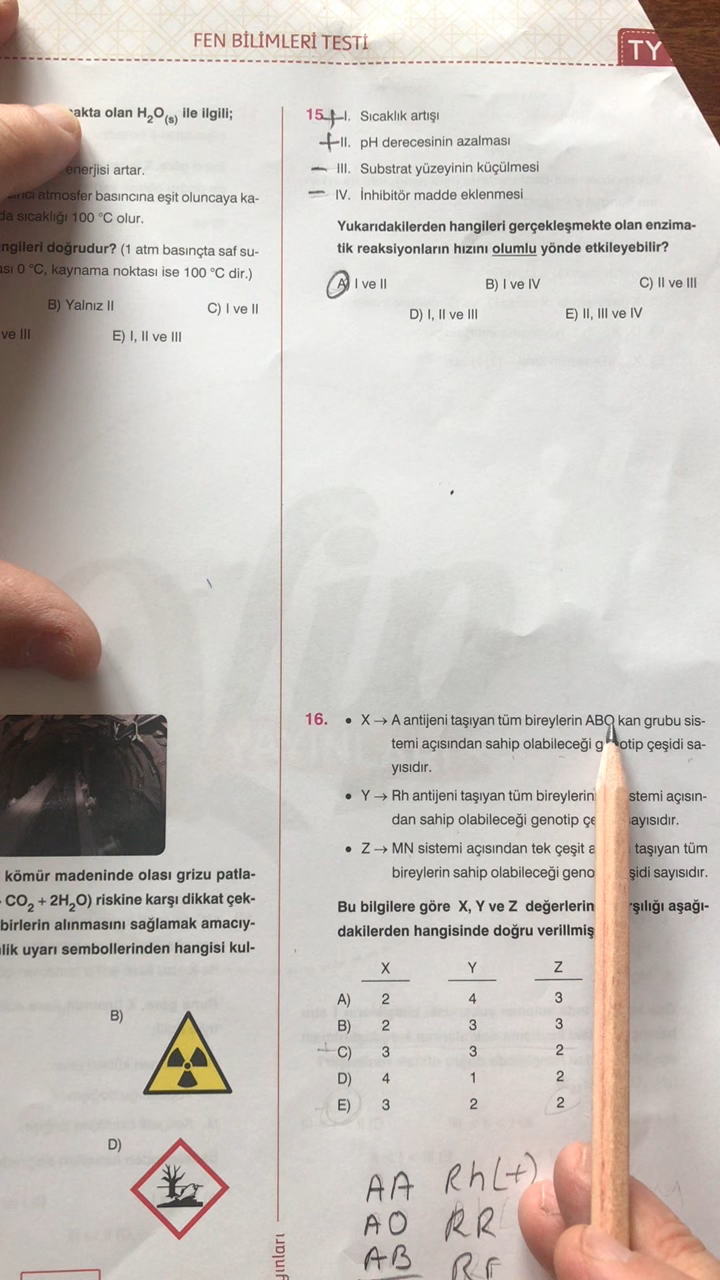 FEN BİLİMLERİ TESTİ
TY
akta olan H₂O(s) ile ilgili;
enerjisi artar.
atmosfer basıncına eşit oluncaya ka-
da sıcaklığı 100 °C olur.
ngileri doğrudur? (1 atm basınçta saf su-
ası 0 °C, kaynama noktası ise 100 °C dir.)
B) Yalnız II
C) I ve II
ve III
E) I, II ve III
kömür madeninde olası grizu patla-
CO₂ + 2H₂O) riskine karşı dikkat çek-
birlerin alınmasını sağlamak amacıy-
lik uyarı sembollerinden hangisi kul-
B)
D)
15. + I. Sıcaklık artışı
+ II. pH derecesinin azalması
– III. Substrat yüzeyinin küçülmesi
– IV. İnhibitör madde eklenmesi
Yukarıdakilerden hangileri gerçekleşmekte olan enzima-
tik reaksiyonların hızını olumlu yönde etkileyebilir?
A) I ve II
B) I ve IV
C) II ve III
D) I, II ve III
E) II, III ve IV
16. • X → A antijeni taşıyan tüm bireylerin ABO kan grubu sis-
temi açısından sahip olabileceği g otip çeşidi sa-
yısıdır.
• Y → Rh antijeni taşıyan tüm bireylerin stemi açısın-
dan sahip olabileceği genotip çe ayısıdır.
• Z → MN sistemi açısından tek çeşit a taşıyan tüm
bireylerin sahip olabileceği geno şidi sayısıdır.
Bu bilgilere göre X, Y ve Z değerlerin rşılığı aşağı-
dakilerden hangisinde doğru verilmiş
X Y Z
A) 2 4 3
B) 2 3 3
C) 3 3 2
D) 4 1 2
E) 3 2 2
AA Rh(+)
AO RR
AB Rr
yınları